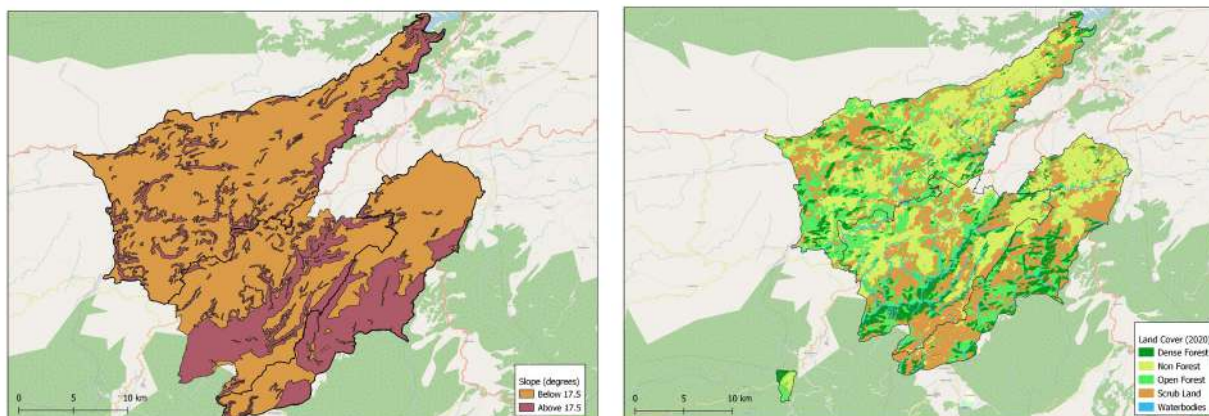 Slope (degrees)
Below 17.5
Above 17.5
0 5 10 km
Land Cover (2020)
Dense Forest
Non Forest
Open Forest
Scrub Land
Waterbodies
0 5 10 km